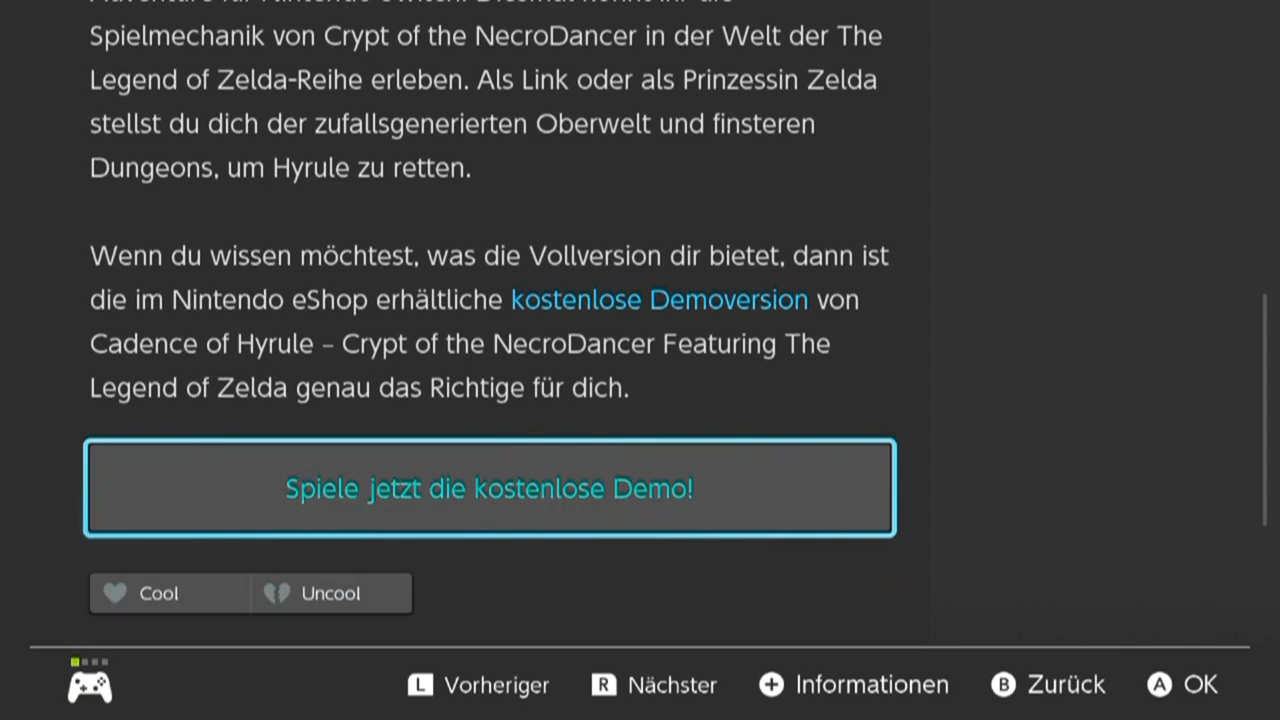 Spielmechanik von Crypt of the NecroDancer in der Welt der The
Legend of Zelda-Reihe erleben. Als Link oder als Prinzessin Zelda
stellst du dich der zufallsgenerierten Oberwelt und finsteren
Dungeons, um Hyrule zu retten.
Wenn du wissen möchtest, was die Vollversion dir bietet, dann ist
die im Nintendo eShop erhältliche kostenlose Demoversion von
Cadence of Hyrule – Crypt of the NecroDancer Featuring The
Legend of Zelda genau das Richtige für dich.
Spiele jetzt die kostenlose Demo!
Cool Uncool
L Vorheriger R Nächster + Informationen B Zurück A OK